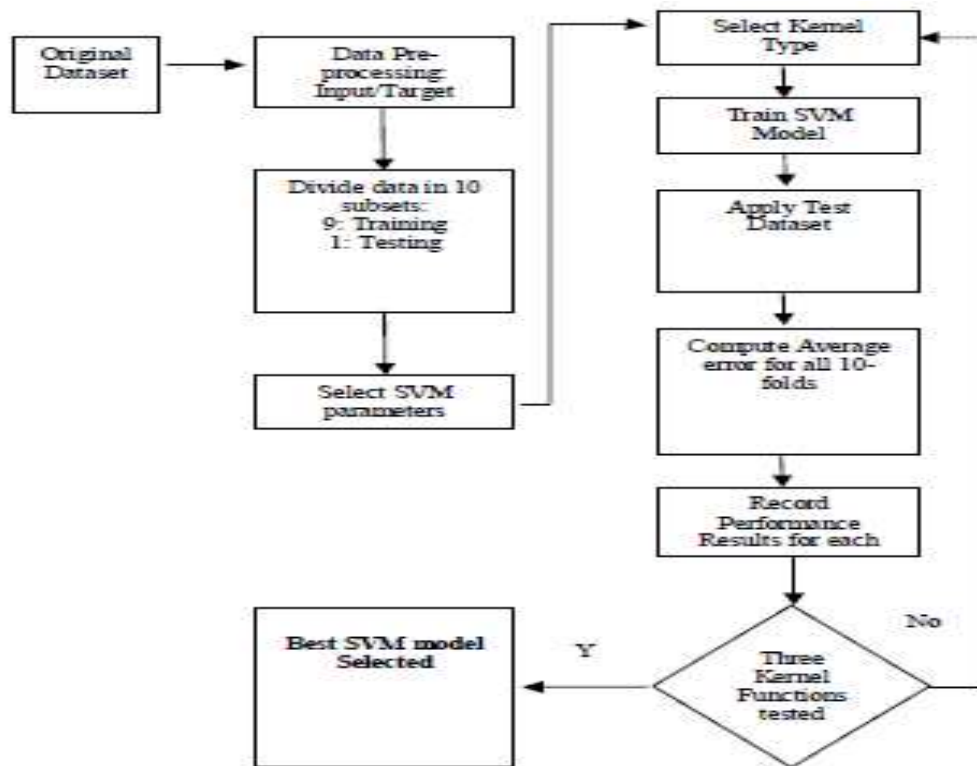 Original
Dataset
Data Pre-
processing:
Input/Target
Divide data in 10
subsets:
9: Training
1: Testing
Select SVM
parameters
Select Kernel
Type
Train SVM
Model
Apply Test
Dataset
Compute Average
error for all 10-
folds
Record
Performance
Results for each
Three
Kernel
Functions
tested
No
Y
Best SVM model
Selected